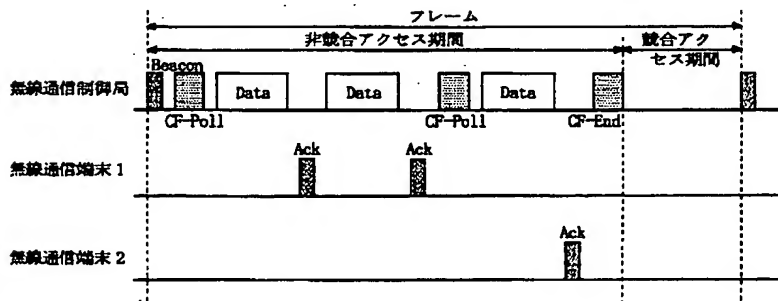 フレーム
非競合アクセス期間
競合アク
セス期間
Beacon
無線通信制御局
Data
Data
Data
CF-Poll
CF-Poll
CF-End
Ack
Ack
無線通信端末1
Ack
無線通信端末2